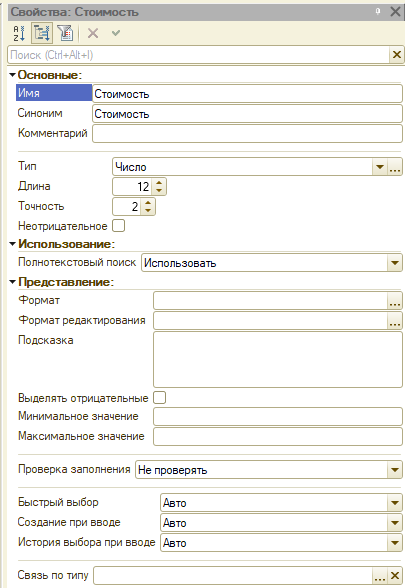 Свойства: Стоимость
Поиск (Ctrl+Alt+I)
Основные:
Имя Стоимость
Синоним Стоимость
Комментарий
Тип Число
Длина 12
Точность 2
Неотрицательное
Использование:
Полнотекстовый поиск Использовать
Представление:
Формат ...
Формат редактирования ...
Подсказка
Выделять отрицательные
Минимальное значение
Максимальное значение
Проверка заполнения Не проверять
Быстрый выбор Авто
Создание при вводе Авто
История выбора при вводе Авто
Связь по типу ...